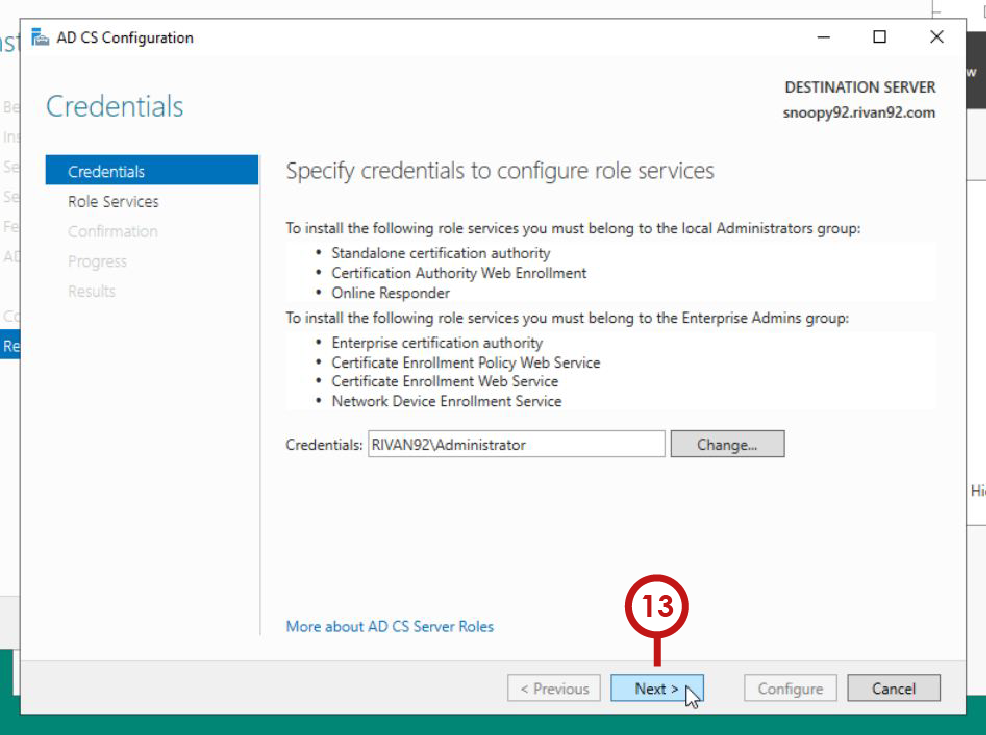 AD CS Configuration
Credentials
DESTINATION SERVER
snoopy92.rivan92.com
Credentials
Role Services
Confirmation
Progress
Results
Specify credentials to configure role services
To install the following role services you must belong to the local Administrators group:
• Standalone certification authority
• Certification Authority Web Enrollment
• Online Responder
To install the following role services you must belong to the Enterprise Admins group:
• Enterprise certification authority
• Certificate Enrollment Policy Web Service
• Certificate Enrollment Web Service
• Network Device Enrollment Service
Credentials: RIVAN92\Administrator Change...
More about AD CS Server Roles
13
< Previous Next > Configure Cancel